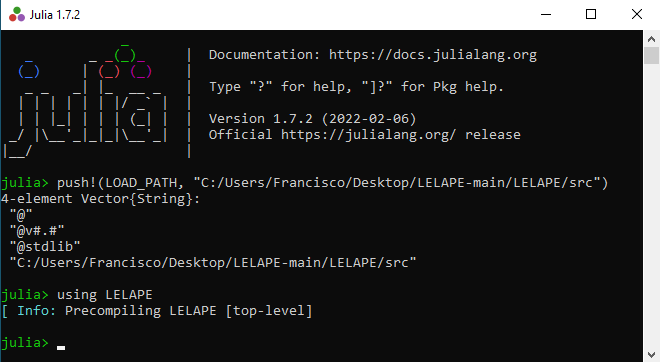 Julia 1.7.2
Documentation: https://docs.julialang.org
Type "?" for help, "]?" for Pkg help.
Version 1.7.2 (2022-02-06)
Official https://julialang.org/ release
julia> push!(LOAD_PATH, "C:/Users/Francisco/Desktop/LELAPE-main/LELAPE/src")
4-element Vector{String}:
"@"
"@v#.#"
"@stdlib"
"C:/Users/Francisco/Desktop/LELAPE-main/LELAPE/src"
julia> using LELAPE
[ Info: Precompiling LELAPE [top-level]
julia>